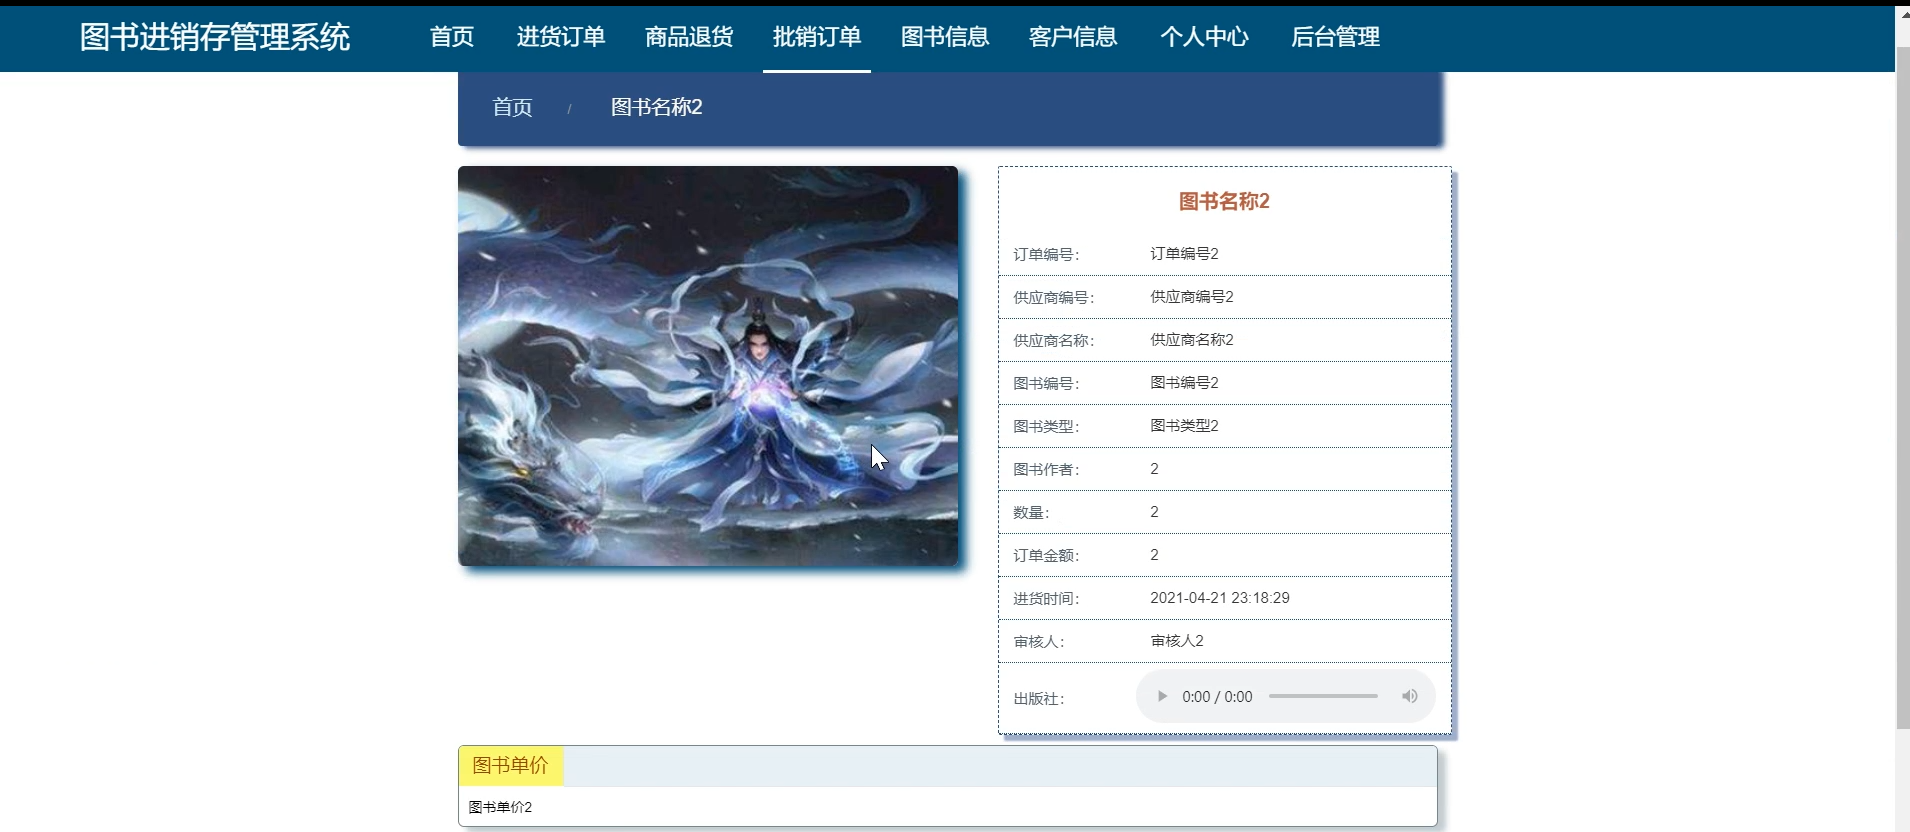 图书进销存管理系统 首页 进货订单 商品退货 批销订单 图书信息 客户信息 个人中心 后台管理
首页 / 图书名称2
图书名称2
订单编号: 订单编号2
供应商编号: 供应商编号2
供应商名称: 供应商名称2
图书编号: 图书编号2
图书类型: 图书类型2
图书作者: 2
数量: 2
订单金额: 2
进货时间: 2021-04-21 23:18:29
审核人: 审核人2
出版社: 0:00 / 0:00
图书单价
图书单价2